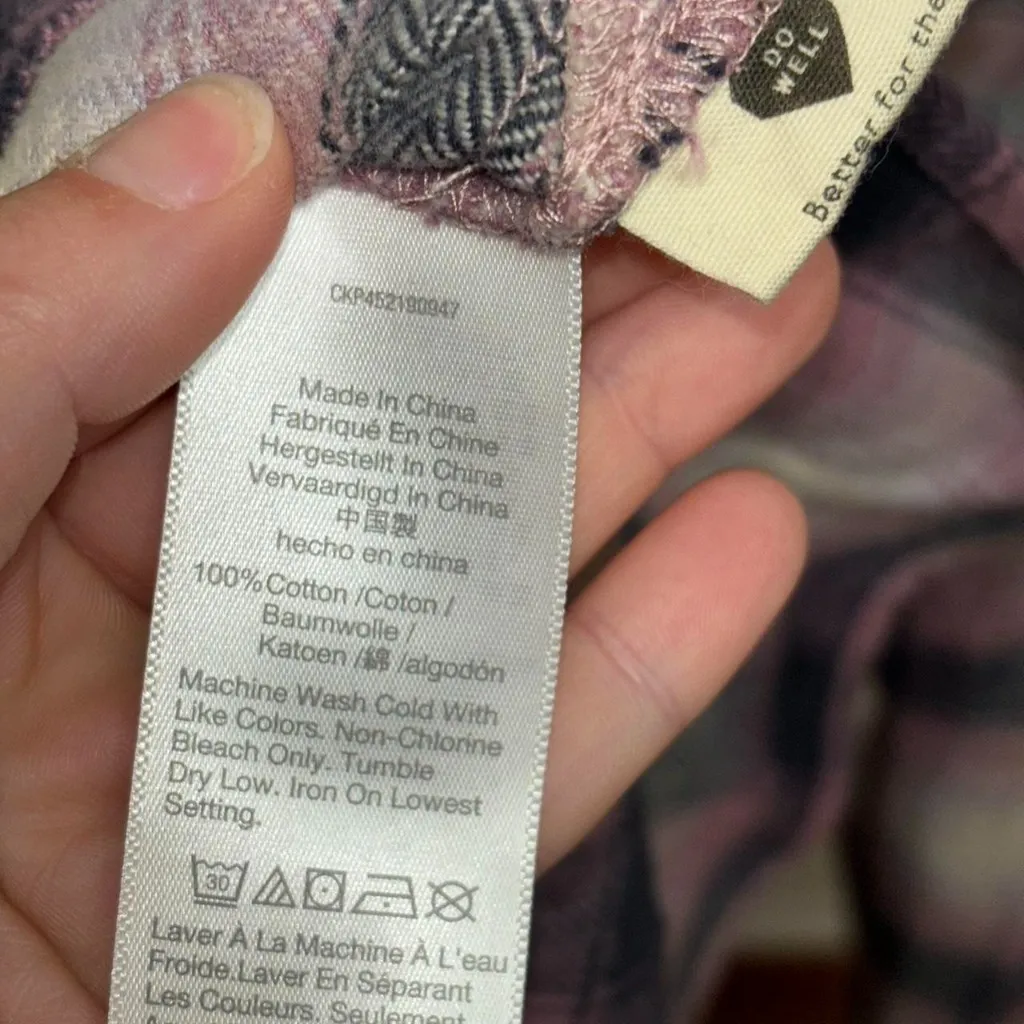 DO
WELL
Better for the
CKP452190947
Made In China
Fabriqué En Chine
Hergestellt In China
Vervaardigd In China
中国製
hecho en china
100%Cotton /Coton /
Baumwolle /
Katoen /綿 /algodón
Machine Wash Cold With
Like Colors. Non-Chlorine
Bleach Only. Tumble
Dry Low. Iron On Lowest
Setting.
30
Laver À La Machine À L'eau
Froide.Laver En Séparant
Les Couleurs. Seulement